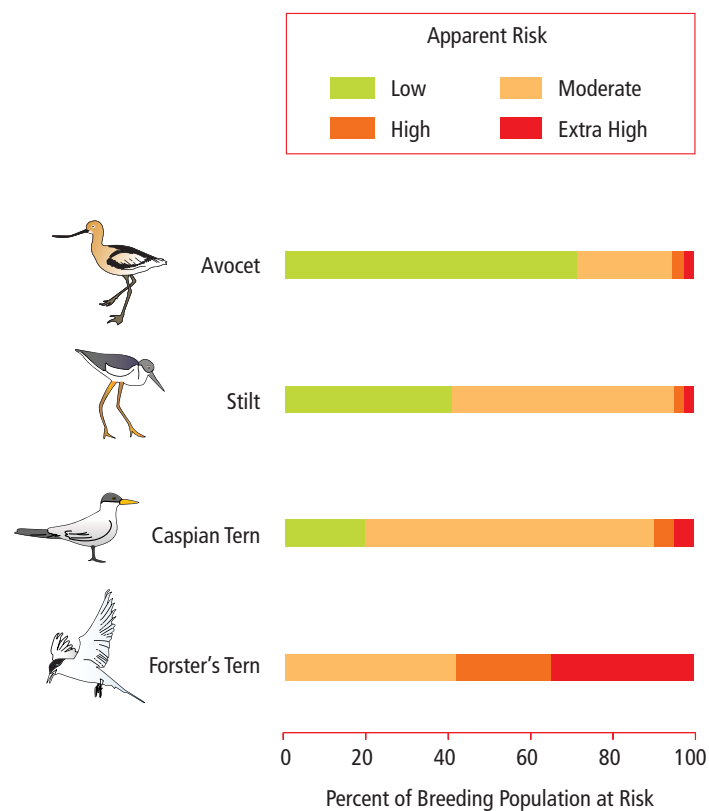 Apparent Risk
Low Moderate
High Extra High
Avocet
Stilt
Caspian Tern
Forster’s Tern
0 20 40 60 80 100
Percent of Breeding Population at Risk